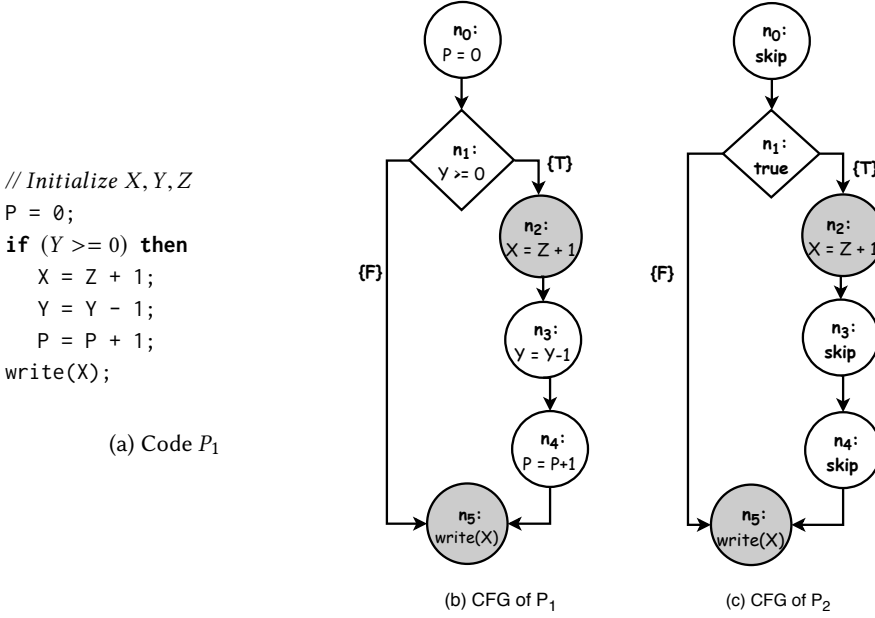 // Initialize X, Y, Z
P = 0;
if (Y >= 0) then
X = Z + 1;
Y = Y − 1;
P = P + 1;
write(X);
(a) Code P1
n0:
P = 0
n1:
Y >= 0
{T}
{F}
n2:
X = Z + 1
n3:
Y = Y-1
n4:
P = P+1
n5:
write(X)
(b) CFG of P1
n0:
skip
n1:
true
{T}
{F}
n2:
X = Z + 1
n3:
skip
n4:
skip
n5:
write(X)
(c) CFG of P2